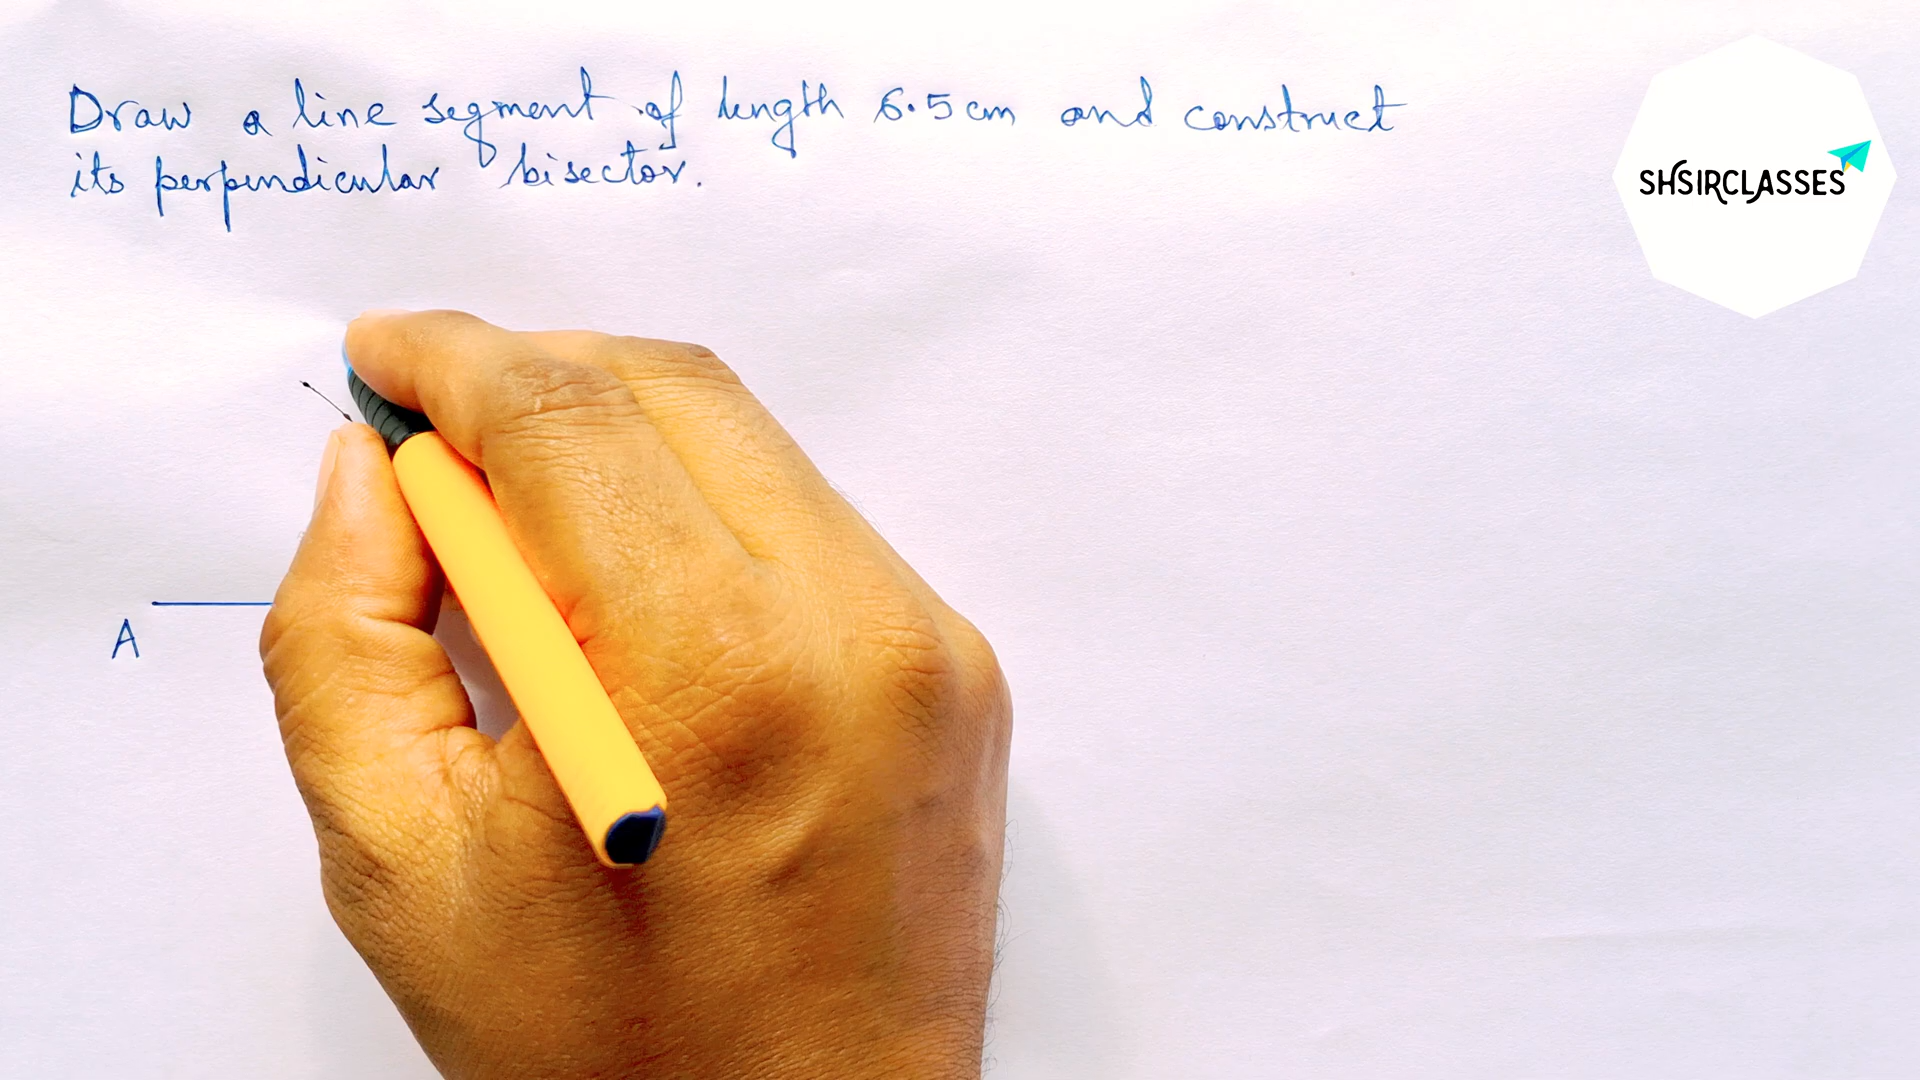 Draw a line segment of length 6.5 cm and construct
its perpendicular bisector.
SHSIRCLASSES
A